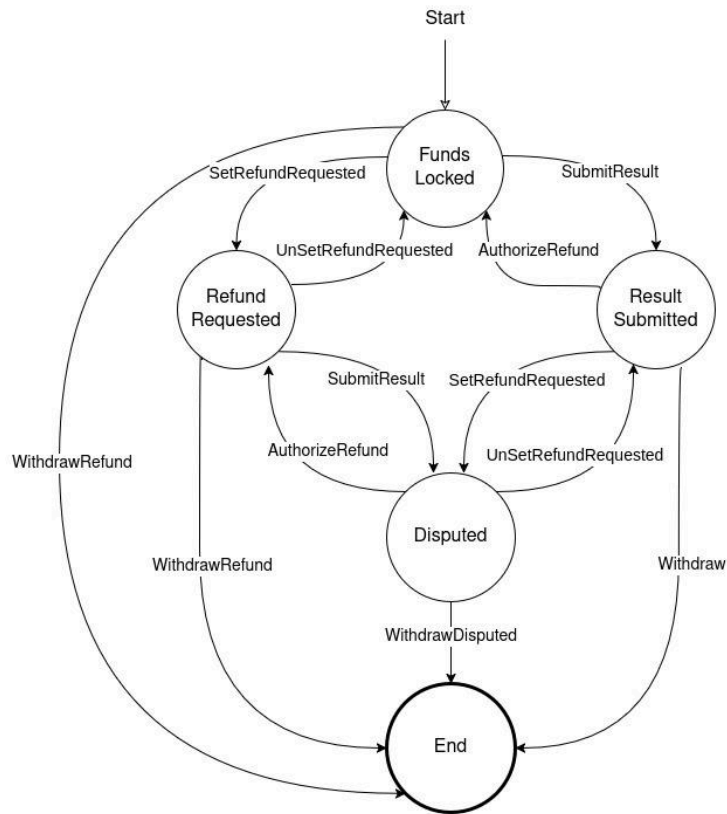 Start
Funds
Locked
SetRefundRequested
SubmitResult
UnSetRefundRequested
AuthorizeRefund
Refund
Requested
Result
Submitted
SubmitResult
SetRefundRequested
AuthorizeRefund
UnSetRefundRequested
WithdrawRefund
Disputed
WithdrawRefund
Withdraw
WithdrawDisputed
End